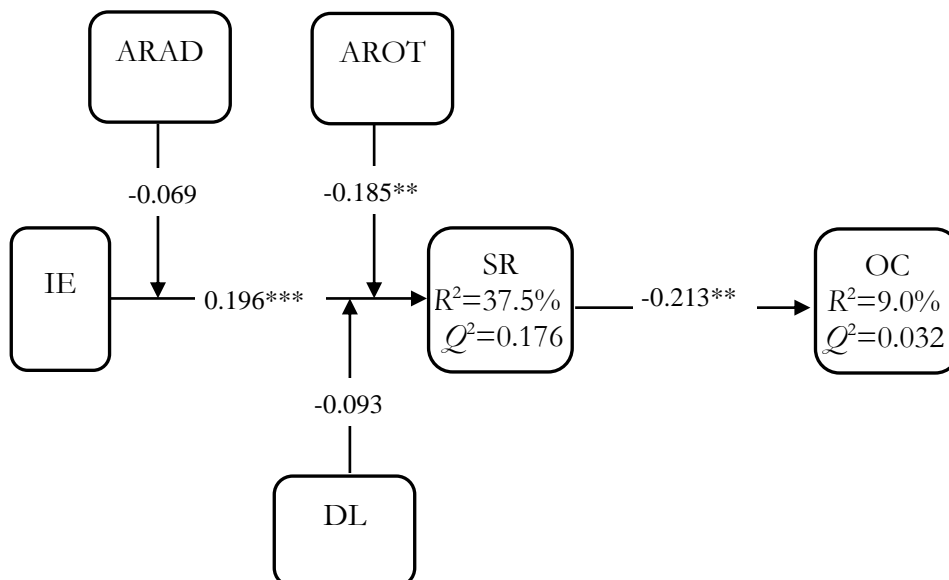 ARAD
AROT
-0.069
-0.185**
IE
0.196***
SR
R²=37.5%
Q²=0.176
-0.213**
OC
R²=9.0%
Q²=0.032
-0.093
DL